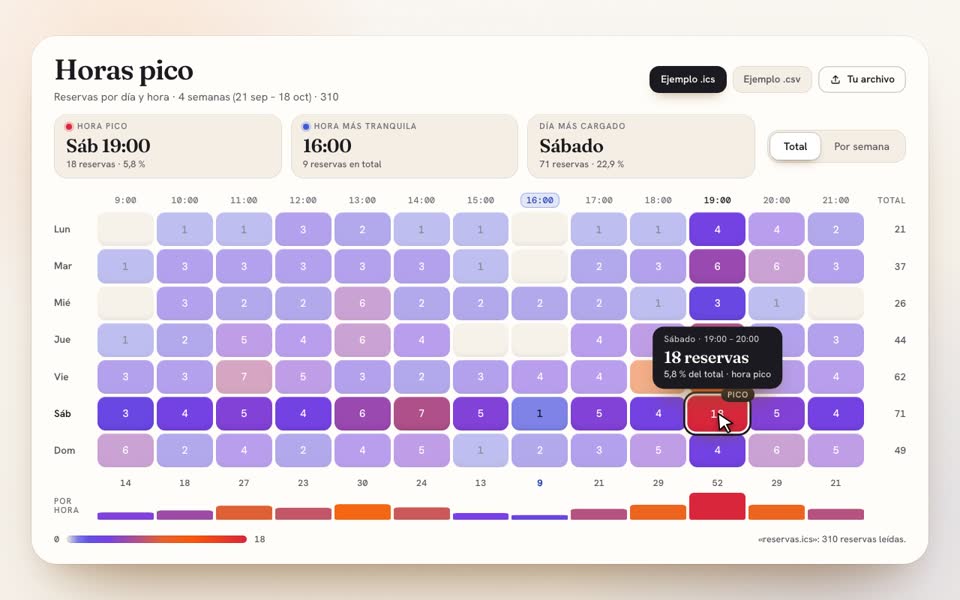 Horas pico
Reservas por día y hora · 4 semanas (21 sep – 18 oct) · 310
Ejemplo .ics
Ejemplo .csv
Tu archivo
HORA PICO
Sáb 19:00
18 reservas · 5,8 %
HORA MÁS TRANQUILA
16:00
9 reservas en total
DÍA MÁS CARGADO
Sábado
71 reservas · 22,9 %
Total
Por semana
9:00 10:00 11:00 12:00 13:00 14:00 15:00 16:00 17:00 18:00 19:00 20:00 21:00 TOTAL
Lun 1 1 3 2 1 1 1 1 4 4 2 21
Mar 1 3 3 3 3 3 1 2 3 6 6 3 37
Mié 3 2 2 6 2 2 2 2 1 3 1 26
Jue 1 2 5 4 6 4 4 3 44
Vie 3 3 7 5 3 2 3 4 4 4 62
Sáb 3 4 5 4 6 7 5 1 5 4 5 4 71
Dom 6 2 4 2 4 5 1 2 3 5 4 6 5 49
Sábado · 19:00 – 20:00
18 reservas
5,8 % del total · hora pico
PICO
14 18 27 23 30 24 13 9 21 29 52 29 21
POR
HORA
0 18
«reservas.ics»: 310 reservas leídas.